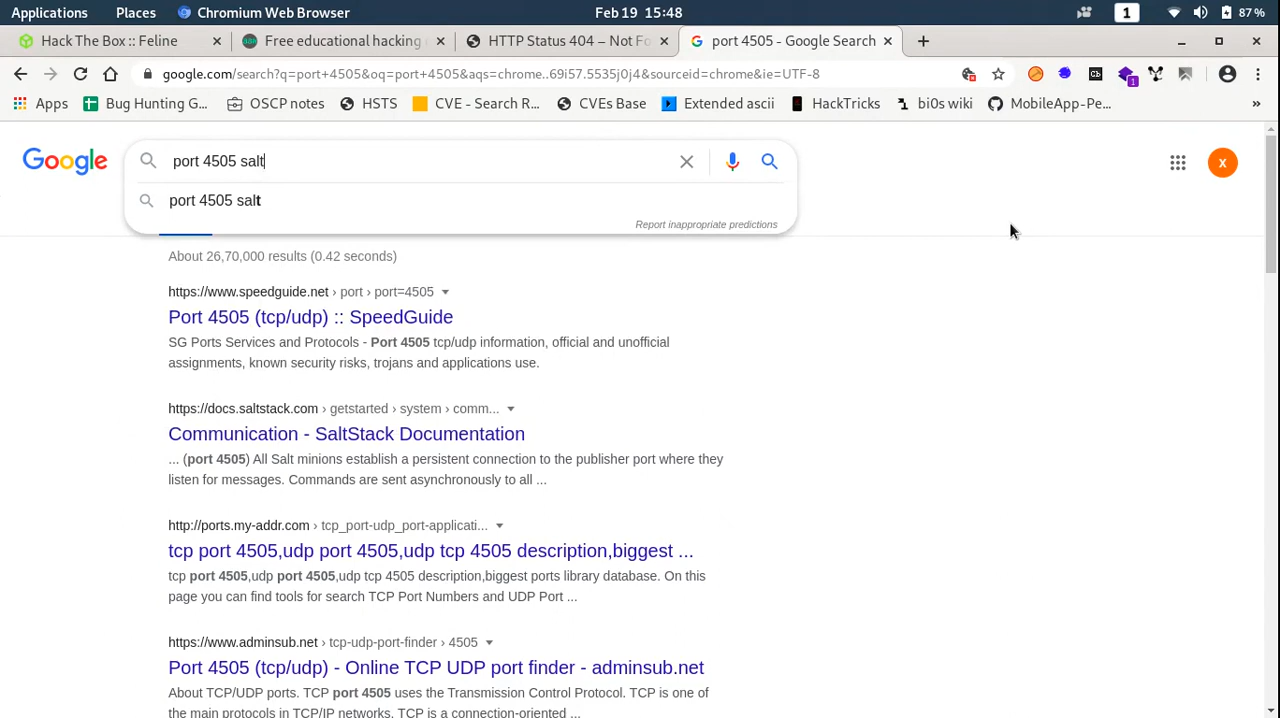 Applications Places Chromium Web Browser Feb 19 15:48 1 87 %
Hack The Box :: Feline Free educational hacking HTTP Status 404 – Not Fo port 4505 - Google Search
google.com/search?q=port+4505&oq=port+4505&aqs=chrome..69i57.5535j0j4&sourceid=chrome&ie=UTF-8
Apps Bug Hunting G... OSCP notes HSTS CVE - Search R... CVEs Base Extended ascii HackTricks bi0s wiki MobileApp-Pe... »
Google port 4505 salt x
port 4505 salt
Report inappropriate predictions
About 26,70,000 results (0.42 seconds)
https://www.speedguide.net › port › port=4505
Port 4505 (tcp/udp) :: SpeedGuide
SG Ports Services and Protocols - Port 4505 tcp/udp information, official and unofficial
assignments, known security risks, trojans and applications use.
https://docs.saltstack.com › getstarted › system › comm...
Communication - SaltStack Documentation
... (port 4505) All Salt minions establish a persistent connection to the publisher port where they
listen for messages. Commands are sent asynchronously to all ...
http://ports.my-addr.com › tcp_port-udp_port-applicati...
tcp port 4505,udp port 4505,udp tcp 4505 description,biggest ...
tcp port 4505,udp port 4505,udp tcp 4505 description,biggest ports library database. On this
page you can find tools for search TCP Port Numbers and UDP Port ...
https://www.adminsub.net › tcp-udp-port-finder › 4505
Port 4505 (tcp/udp) - Online TCP UDP port finder - adminsub.net
About TCP/UDP ports. TCP port 4505 uses the Transmission Control Protocol. TCP is one of
the main protocols in TCP/IP networks. TCP is a connection-oriented ...